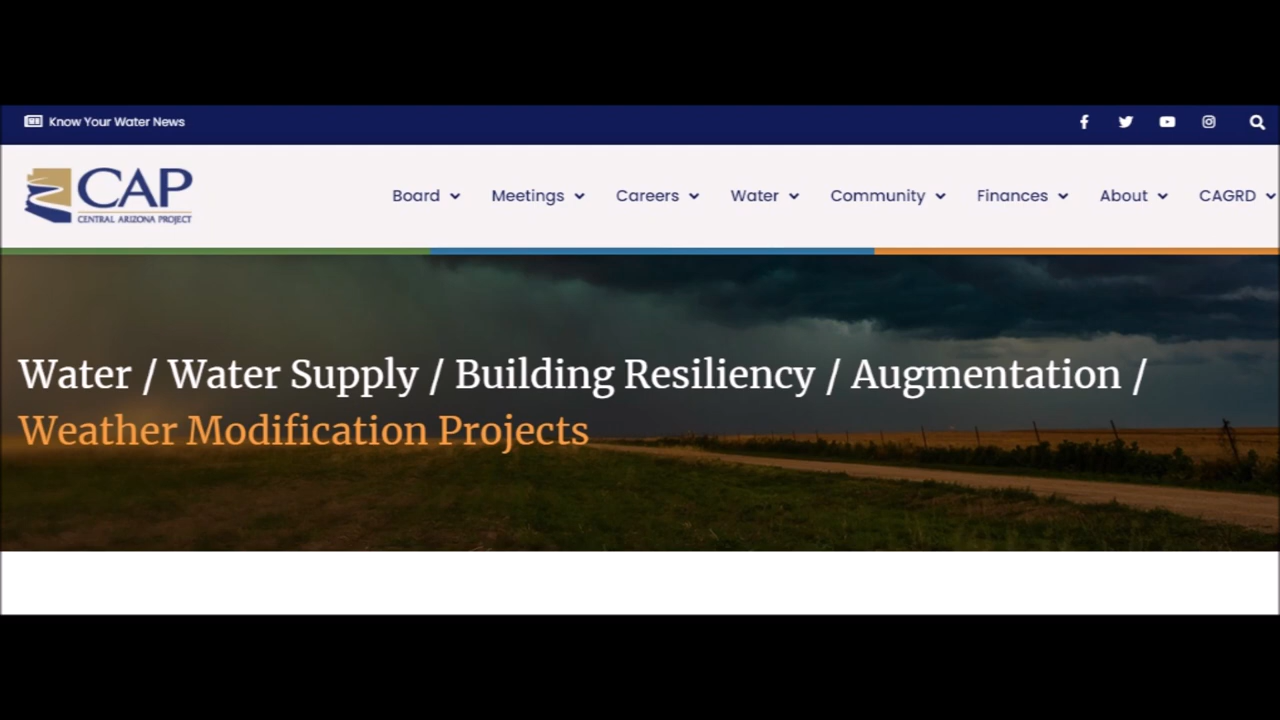 Know Your Water News
CAP
CENTRAL ARIZONA PROJECT
Board Meetings Careers Water Community Finances About CAGRD
Water / Water Supply / Building Resiliency / Augmentation /
Weather Modification Projects